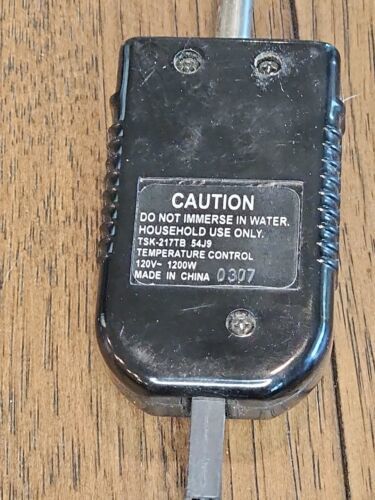 CAUTION
DO NOT IMMERSE IN WATER.
HOUSEHOLD USE ONLY.
TSK-217TB 54J9
TEMPERATURE CONTROL
120V~ 1200W
MADE IN CHINA 0307